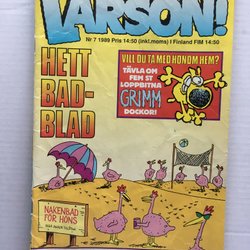 LARSON!
Nr 7 1989 Pris 14:50 (inkl.moms) I Finland FIM 14:50
HETT
BAD-
BLAD
VILL DU TA MED HONOM HEM?
TÄVLA OM
FEM ST
LOPPBITNA
GRIMM
DOCKOR!
NAKENBAD
FÖR HÖNS